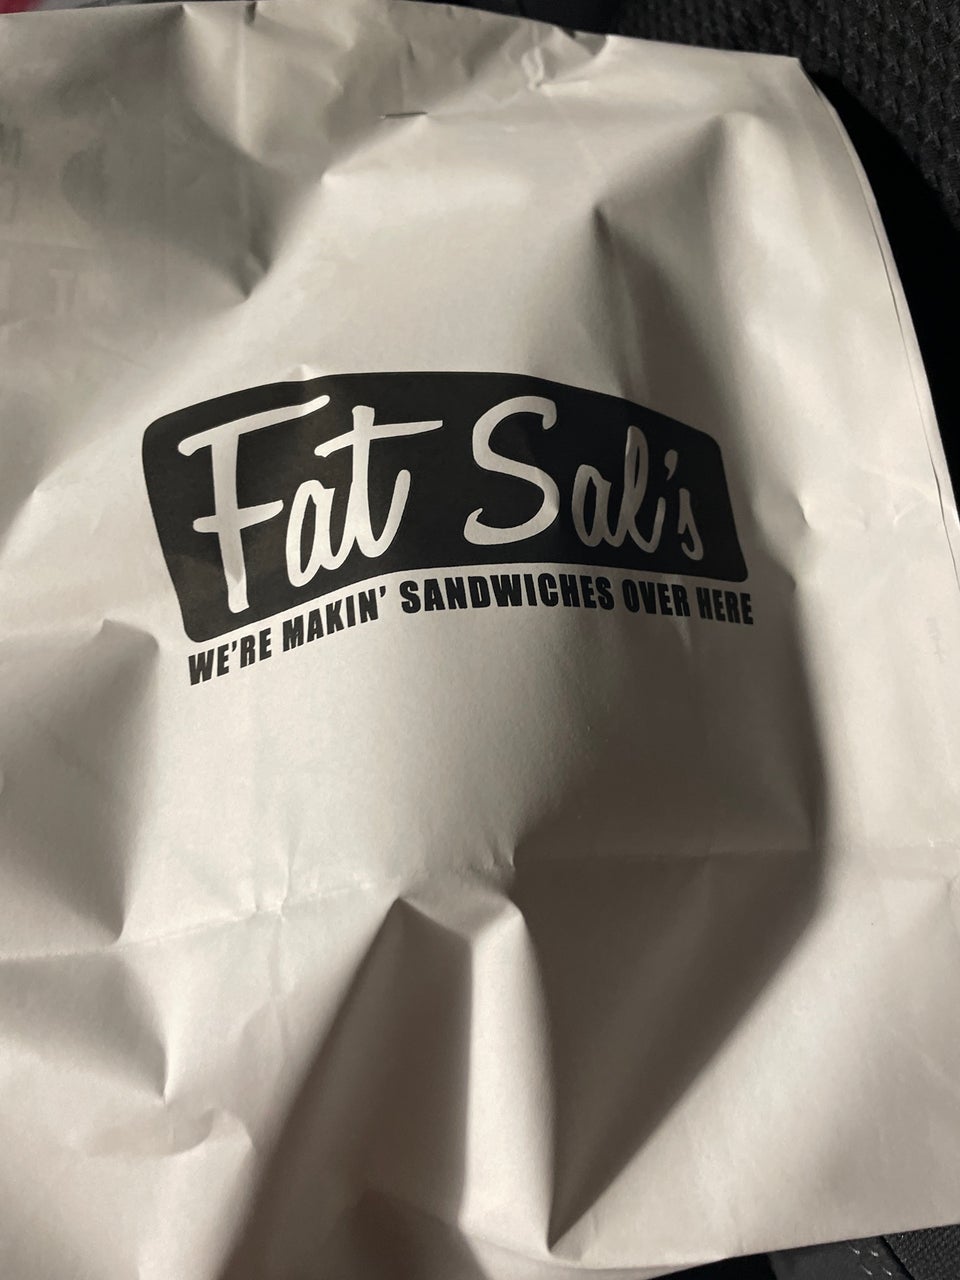 Fat Sal's
WE'RE MAKIN' SANDWICHES OVER HERE